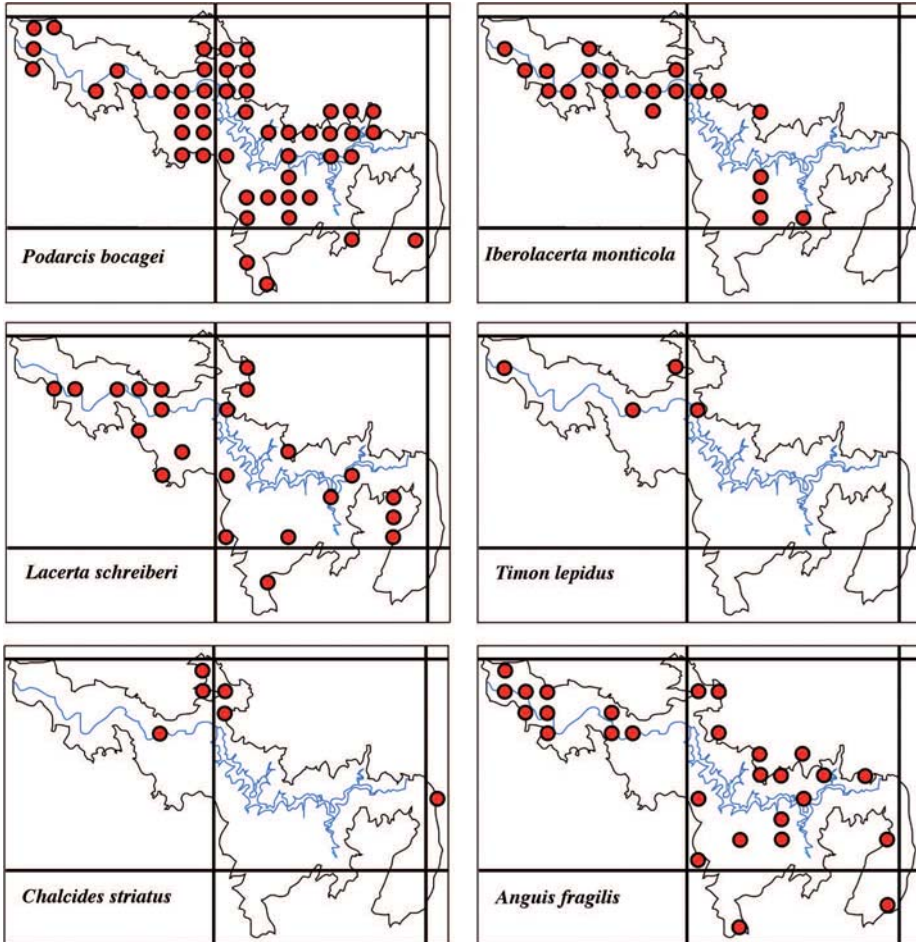 Podarcis bocagei
Iberolacerta monticola
Lacerta schreiberi
Timon lepidus
Chalcides striatus
Anguis fragilis